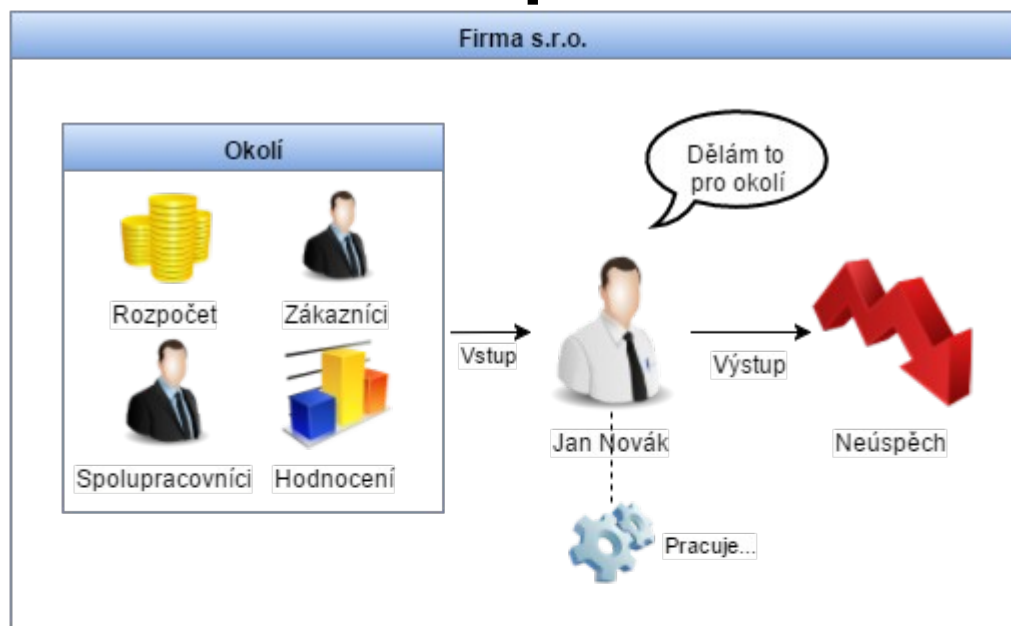 Firma s.r.o.
Okolí
Dělám to
pro okolí
Rozpočet
Zákazníci
Vstup
Výstup
Spolupracovníci
Hodnocení
Jan Novák
Neúspěch
Pracuje...